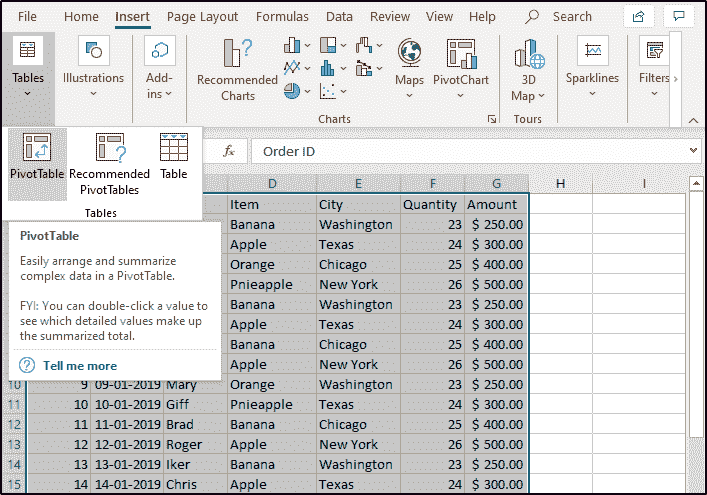 File Home Insert Page Layout Formulas Data Review View Help Search
Tables Illustrations Add-ins Recommended Charts Maps PivotChart 3D Map Sparklines Filters
Charts Tours
PivotTable Recommended PivotTables Table
Tables
fx Order ID
D E F G H I
Item City Quantity Amount
Banana Washington 23 $ 250.00
Apple Texas 24 $ 300.00
Orange Chicago 25 $ 400.00
Pnieapple New York 26 $ 500.00
Banana Washington 23 $ 250.00
Apple Texas 24 $ 300.00
Banana Chicago 25 $ 400.00
Apple New York 26 $ 500.00
PivotTable
Easily arrange and summarize
complex data in a PivotTable.
FYI: You can double-click a value to
see which detailed values make up
the summarized total.
Tell me more
10 9 09-01-2019 Mary Orange Washington 23 $ 250.00
11 10 10-01-2019 Giff Pnieapple Texas 24 $ 300.00
12 11 11-01-2019 Brad Banana Chicago 25 $ 400.00
13 12 12-01-2019 Roger Apple New York 26 $ 500.00
14 13 13-01-2019 Iker Banana Washington 23 $ 250.00
15 14 14-01-2019 Chris Apple Texas 24 $ 300.00